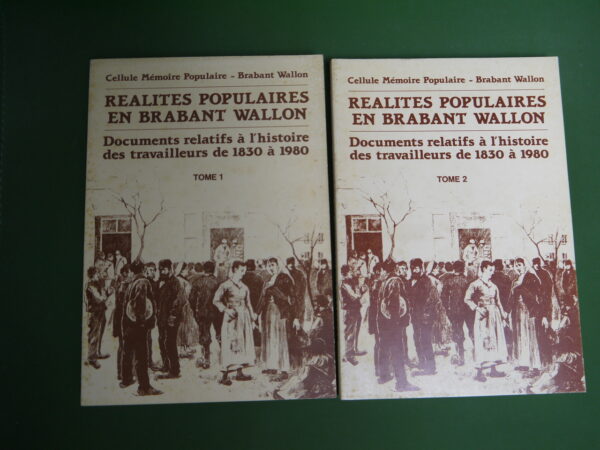 Cellule Mémoire Populaire - Brabant Wallon
REALITES POPULAIRES
EN BRABANT WALLON
Documents relatifs à l'histoire
des travailleurs de 1830 à 1980
TOME 1
Cellule Mémoire Populaire - Brabant Wallon
REALITES POPULAIRES
EN BRABANT WALLON
Documents relatifs à l'histoire
des travailleurs de 1830 à 1980
TOME 2